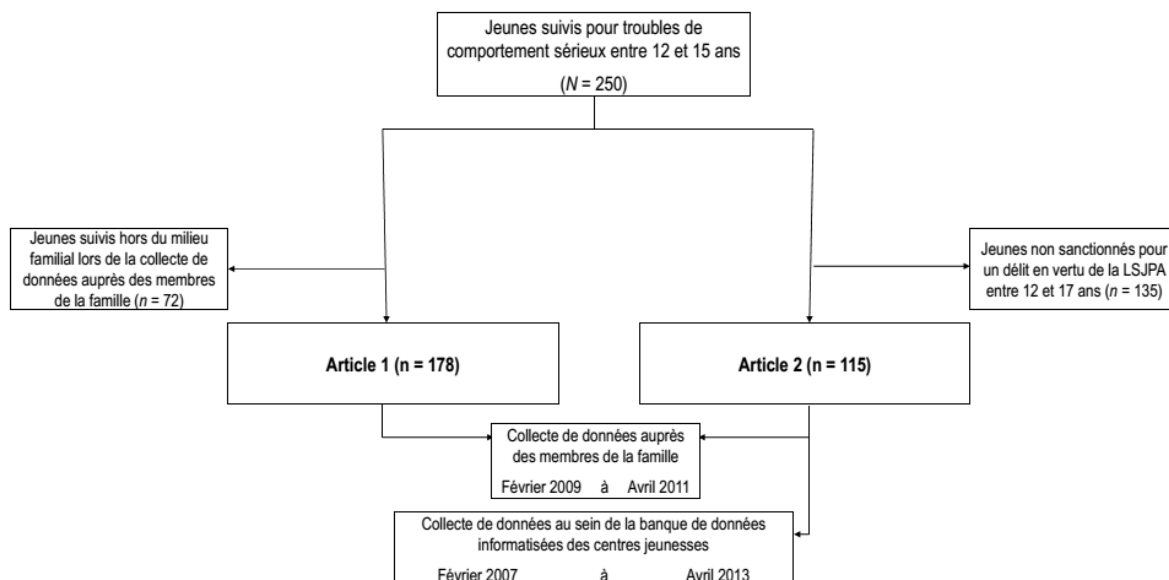 Jeunes suivis pour troubles de
comportement sérieux entre 12 et 15 ans
(N = 250)
Jeunes suivis hors du milieu
familial lors de la collecte de
données auprès des membres
de la famille (n = 72)
Jeunes non sanctionnés pour
un délit en vertu de la LSJPA
entre 12 et 17 ans (n = 135)
Article 1 (n = 178)
Article 2 (n = 115)
Collecte de données auprès
des membres de la famille
Février 2009 à Avril 2011
Collecte de données au sein de la banque de données
informatisées des centres jeunesses
Février 2007 à Avril 2013